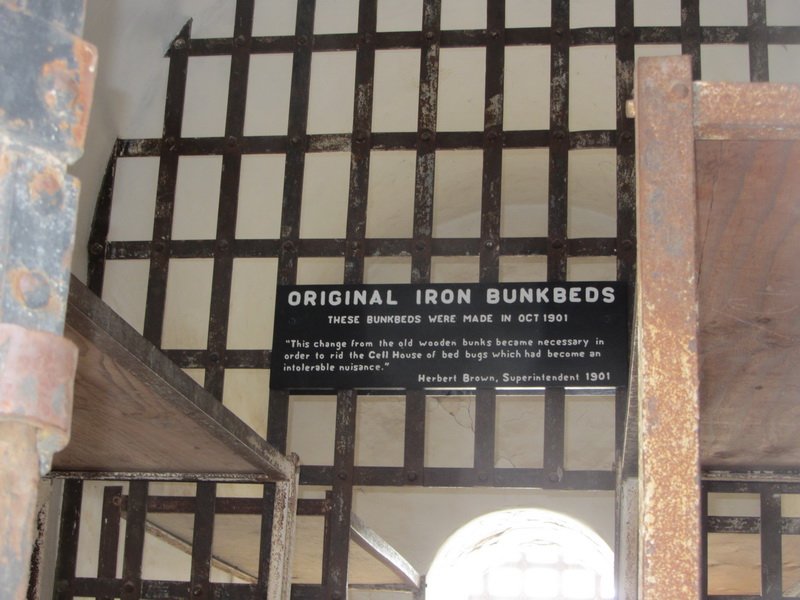 ORIGINAL IRON BUNKBEDS
THESE BUNKBEDS WERE MADE IN OCT 1901
"This change from the old wooden bunks became necessary in
order to rid the Cell House of bed bugs which had become an
intolerable nuisance."
Herbert Brown, Superintendent 1901